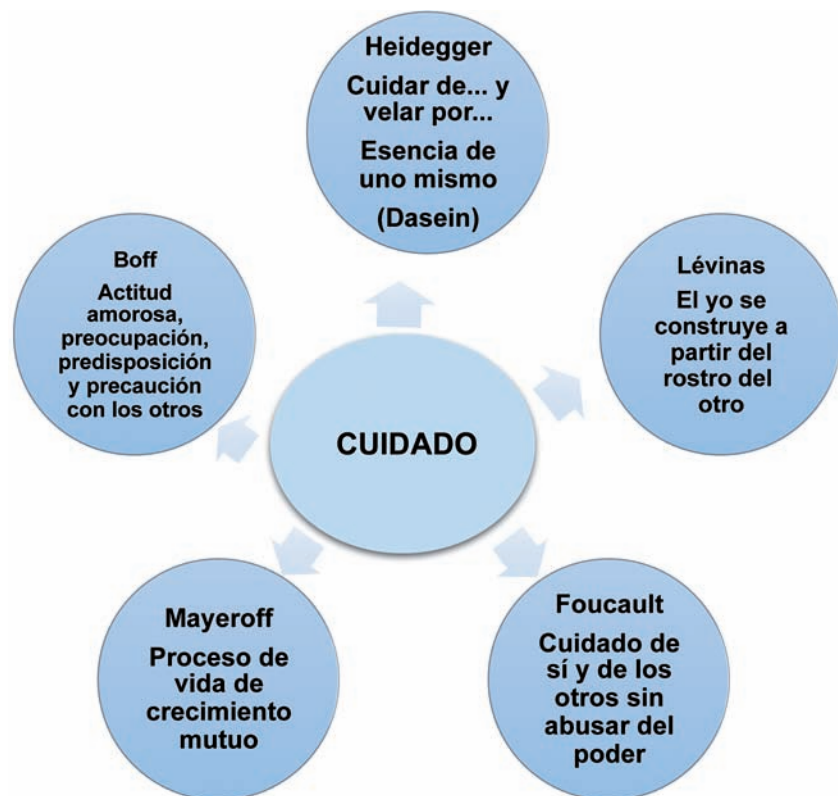 Heidegger
Cuidar de... y
velar por...
Esencia de
uno mismo
(Dasein)
Boff
Actitud
amorosa,
preocupación,
predisposición
y precaución
con los otros
Lévinas
El yo se
construye a
partir del
rostro del
otro
CUIDADO
Mayeroff
Proceso de
vida de
crecimiento
mutuo
Foucault
Cuidado de
sí y de los
otros sin
abusar del
poder